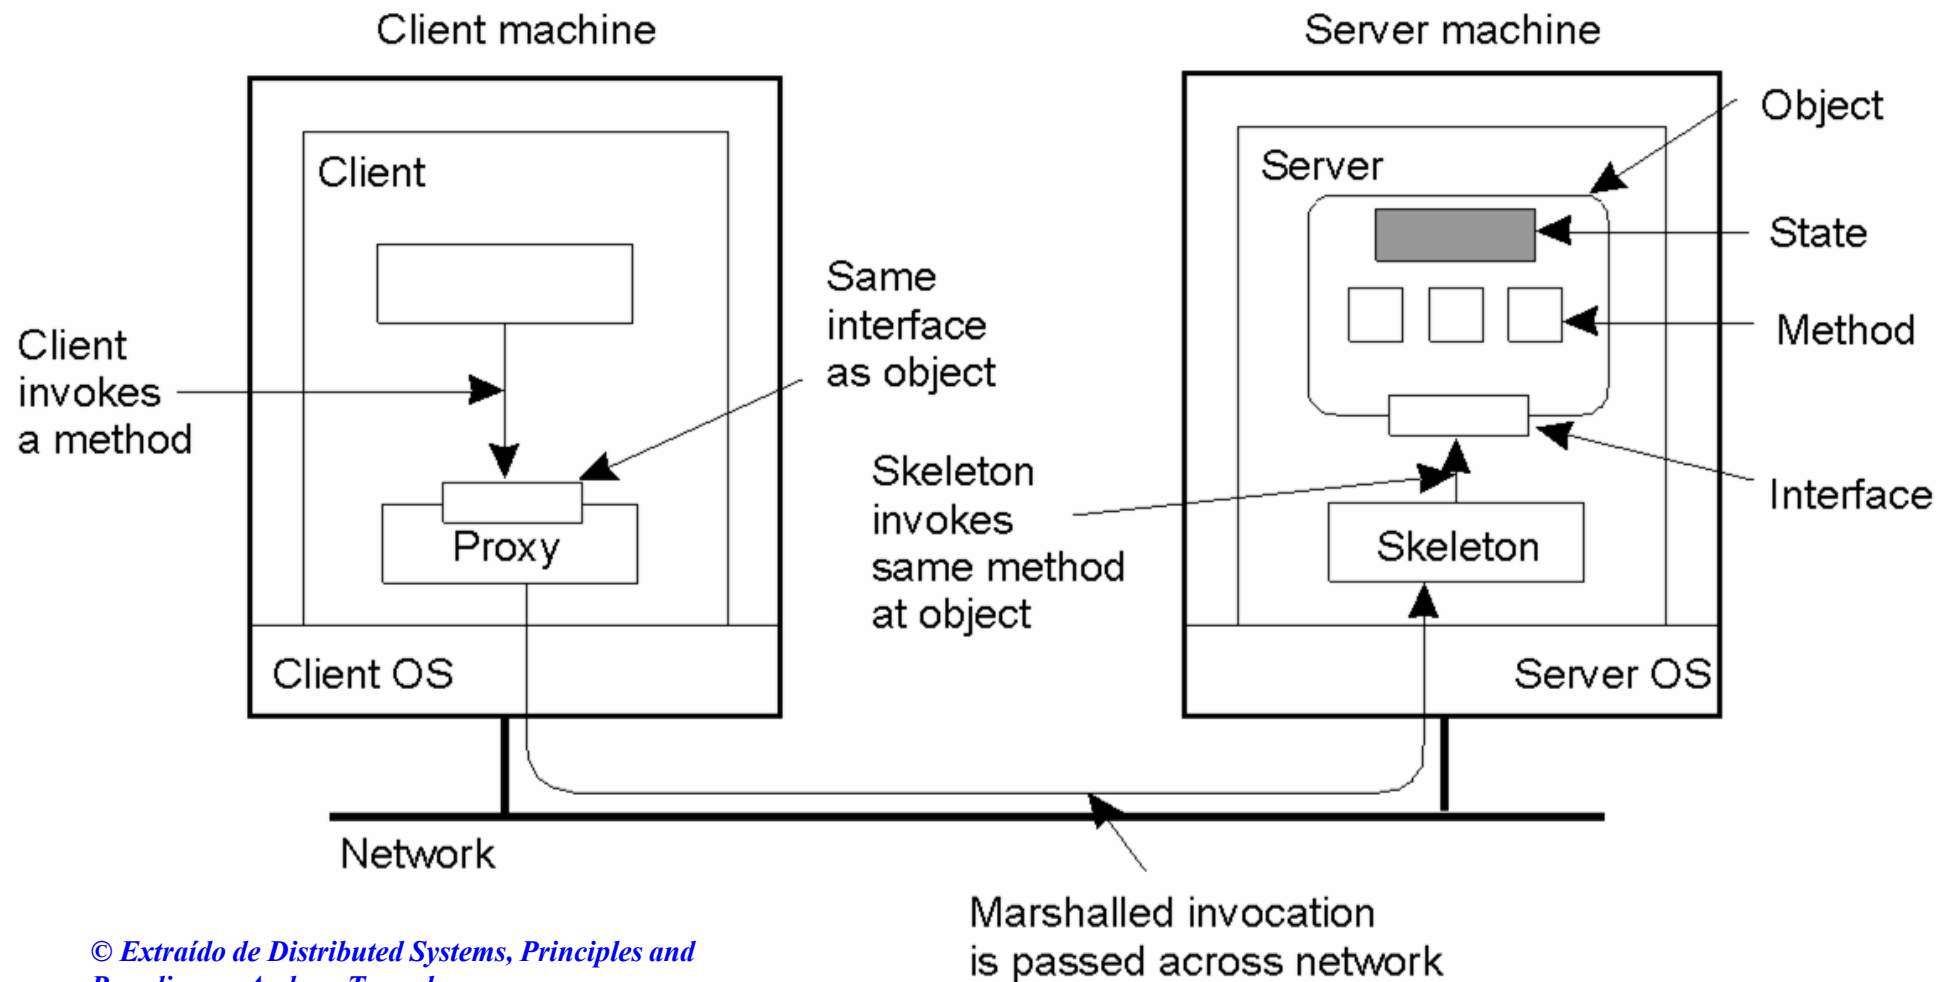 Client machine
Server machine
Object
Client
Server
State
Same
interface
as object
Method
Client
invokes
a method
Skeleton
invokes
same method
at object
Interface
Proxy
Skeleton
Client OS
Server OS
Network
Marshalled invocation
is passed across network
© Extraído de Distributed Systems, Principles and